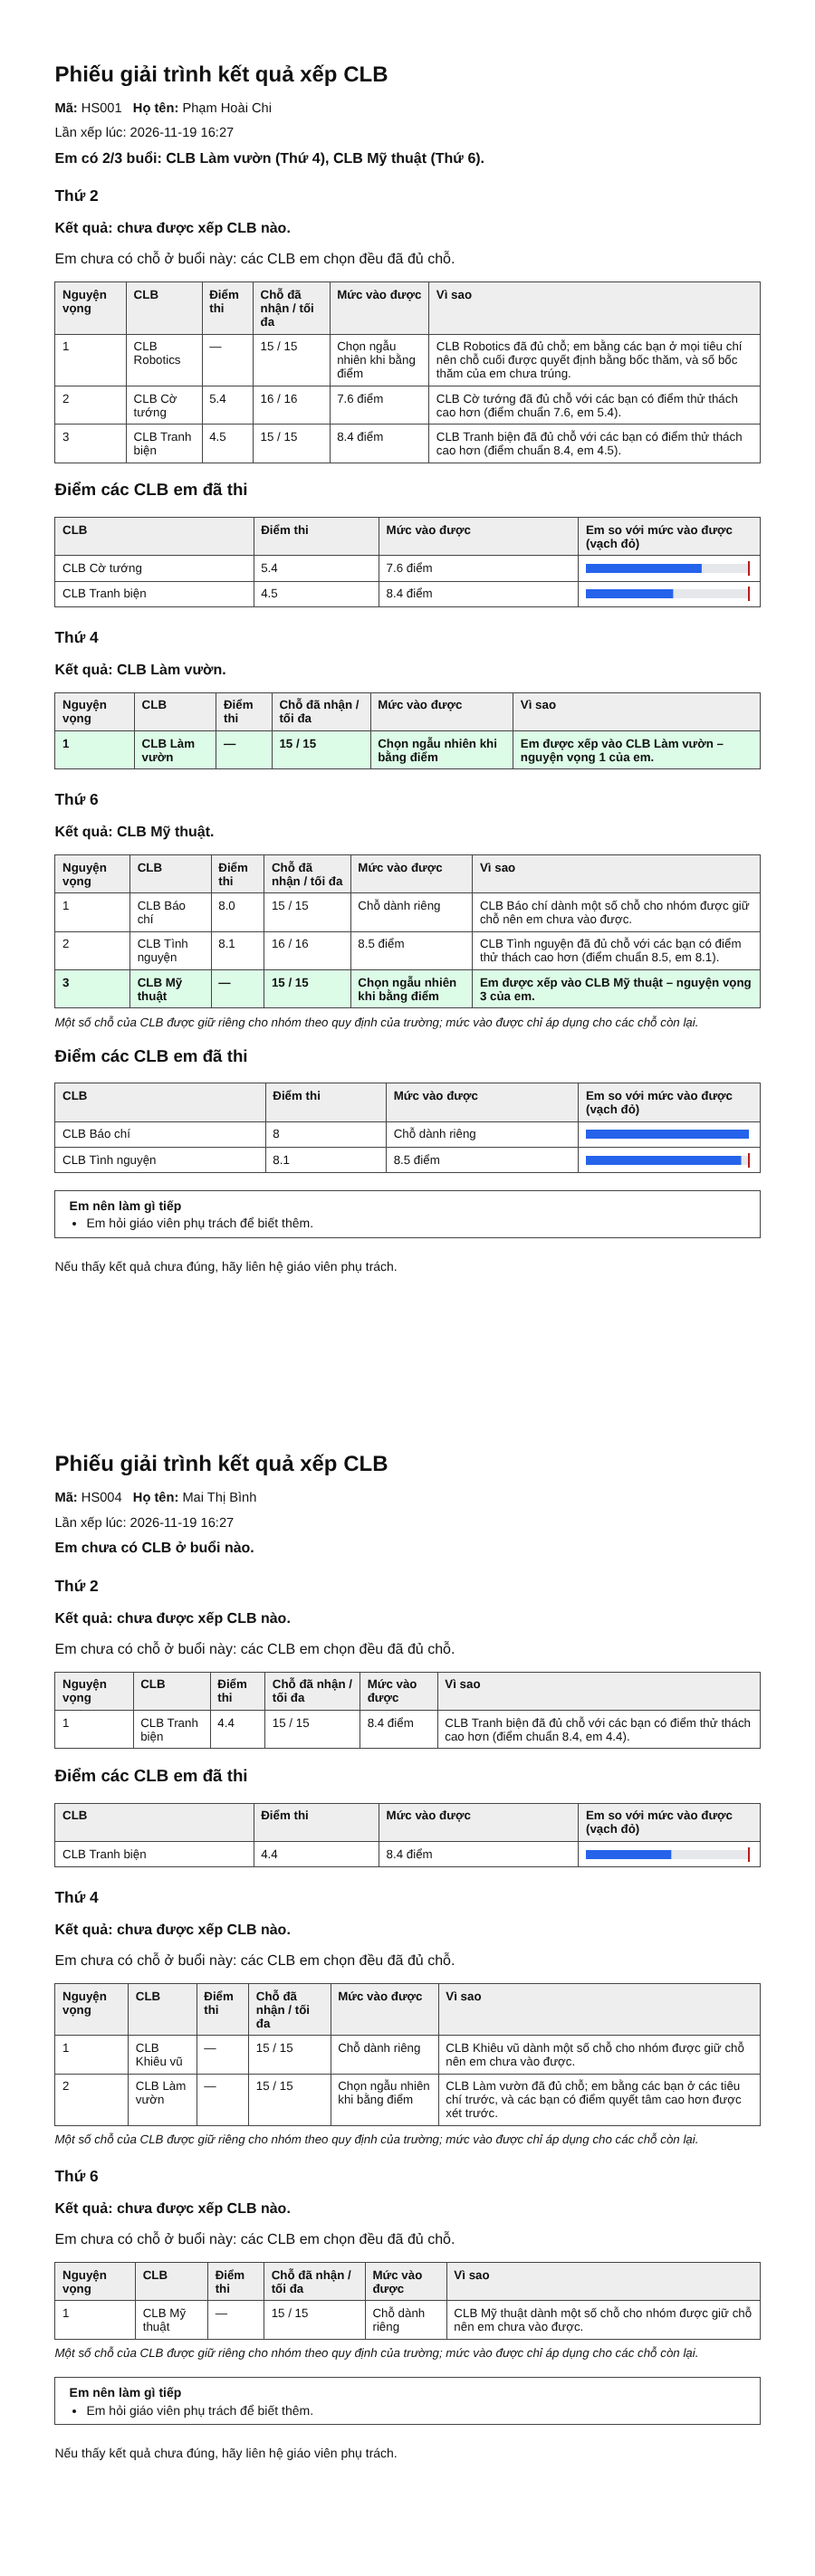 Phiếu giải trình kết quả xếp CLB
Mã: HS001 Họ tên: Phạm Hoài Chi
Lần xếp lúc: 2026-11-19 16:27
Em có 2/3 buổi: CLB Làm vườn (Thứ 4), CLB Mỹ thuật (Thứ 6).
Thứ 2
Kết quả: chưa được xếp CLB nào.
Em chưa có chỗ ở buổi này: các CLB em chọn đều đã đủ chỗ.
Nguyện vọng CLB Điểm thi Chỗ đã nhận / tối đa Mức vào được Vì sao
1 CLB Robotics — 15 / 15 Chọn ngẫu nhiên khi bằng điểm CLB Robotics đã đủ chỗ; em bằng các bạn ở mọi tiêu chí nên chỗ cuối được quyết định bằng bốc thăm, và số bốc thăm của em chưa trúng.
2 CLB Cờ tướng 5.4 16 / 16 7.6 điểm CLB Cờ tướng đã đủ chỗ với các bạn có điểm thử thách cao hơn (điểm chuẩn 7.6, em 5.4).
3 CLB Tranh biện 4.5 15 / 15 8.4 điểm CLB Tranh biện đã đủ chỗ với các bạn có điểm thử thách cao hơn (điểm chuẩn 8.4, em 4.5).
Điểm các CLB em đã thi
CLB Điểm thi Mức vào được Em so với mức vào được (vạch đỏ)
CLB Cờ tướng 5.4 7.6 điểm
CLB Tranh biện 4.5 8.4 điểm
Thứ 4
Kết quả: CLB Làm vườn.
Nguyện vọng CLB Điểm thi Chỗ đã nhận / tối đa Mức vào được Vì sao
1 CLB Làm vườn — 15 / 15 Chọn ngẫu nhiên khi bằng điểm Em được xếp vào CLB Làm vườn – nguyện vọng 1 của em.
Thứ 6
Kết quả: CLB Mỹ thuật.
Nguyện vọng CLB Điểm thi Chỗ đã nhận / tối đa Mức vào được Vì sao
1 CLB Báo chí 8.0 15 / 15 Chỗ dành riêng CLB Báo chí dành một số chỗ cho nhóm được giữ chỗ nên em chưa vào được.
2 CLB Tình nguyện 8.1 16 / 16 8.5 điểm CLB Tình nguyện đã đủ chỗ với các bạn có điểm thử thách cao hơn (điểm chuẩn 8.5, em 8.1).
3 CLB Mỹ thuật — 15 / 15 Chọn ngẫu nhiên khi bằng điểm Em được xếp vào CLB Mỹ thuật – nguyện vọng 3 của em.
Một số chỗ của CLB được giữ riêng cho nhóm theo quy định của trường; mức vào được chỉ áp dụng cho các chỗ còn lại.
Điểm các CLB em đã thi
CLB Điểm thi Mức vào được Em so với mức vào được (vạch đỏ)
CLB Báo chí 8 Chỗ dành riêng
CLB Tình nguyện 8.1 8.5 điểm
Em nên làm gì tiếp
• Em hỏi giáo viên phụ trách để biết thêm.
Nếu thấy kết quả chưa đúng, hãy liên hệ giáo viên phụ trách.
Phiếu giải trình kết quả xếp CLB
Mã: HS004 Họ tên: Mai Thị Bình
Lần xếp lúc: 2026-11-19 16:27
Em chưa có CLB ở buổi nào.
Thứ 2
Kết quả: chưa được xếp CLB nào.
Em chưa có chỗ ở buổi này: các CLB em chọn đều đã đủ chỗ.
Nguyện vọng CLB Điểm thi Chỗ đã nhận / tối đa Mức vào được Vì sao
1 CLB Tranh biện 4.4 15 / 15 8.4 điểm CLB Tranh biện đã đủ chỗ với các bạn có điểm thử thách cao hơn (điểm chuẩn 8.4, em 4.4).
Điểm các CLB em đã thi
CLB Điểm thi Mức vào được Em so với mức vào được (vạch đỏ)
CLB Tranh biện 4.4 8.4 điểm
Thứ 4
Kết quả: chưa được xếp CLB nào.
Em chưa có chỗ ở buổi này: các CLB em chọn đều đã đủ chỗ.
Nguyện vọng CLB Điểm thi Chỗ đã nhận / tối đa Mức vào được Vì sao
1 CLB Khiêu vũ — 15 / 15 Chỗ dành riêng CLB Khiêu vũ dành một số chỗ cho nhóm được giữ chỗ nên em chưa vào được.
2 CLB Làm vườn — 15 / 15 Chọn ngẫu nhiên khi bằng điểm CLB Làm vườn đã đủ chỗ; em bằng các bạn ở các tiêu chí trước, và các bạn có điểm quyết tâm cao hơn được xét trước.
Một số chỗ của CLB được giữ riêng cho nhóm theo quy định của trường; mức vào được chỉ áp dụng cho các chỗ còn lại.
Thứ 6
Kết quả: chưa được xếp CLB nào.
Em chưa có chỗ ở buổi này: các CLB em chọn đều đã đủ chỗ.
Nguyện vọng CLB Điểm thi Chỗ đã nhận / tối đa Mức vào được Vì sao
1 CLB Mỹ thuật — 15 / 15 Chỗ dành riêng CLB Mỹ thuật dành một số chỗ cho nhóm được giữ chỗ nên em chưa vào được.
Một số chỗ của CLB được giữ riêng cho nhóm theo quy định của trường; mức vào được chỉ áp dụng cho các chỗ còn lại.
Em nên làm gì tiếp
• Em hỏi giáo viên phụ trách để biết thêm.
Nếu thấy kết quả chưa đúng, hãy liên hệ giáo viên phụ trách.